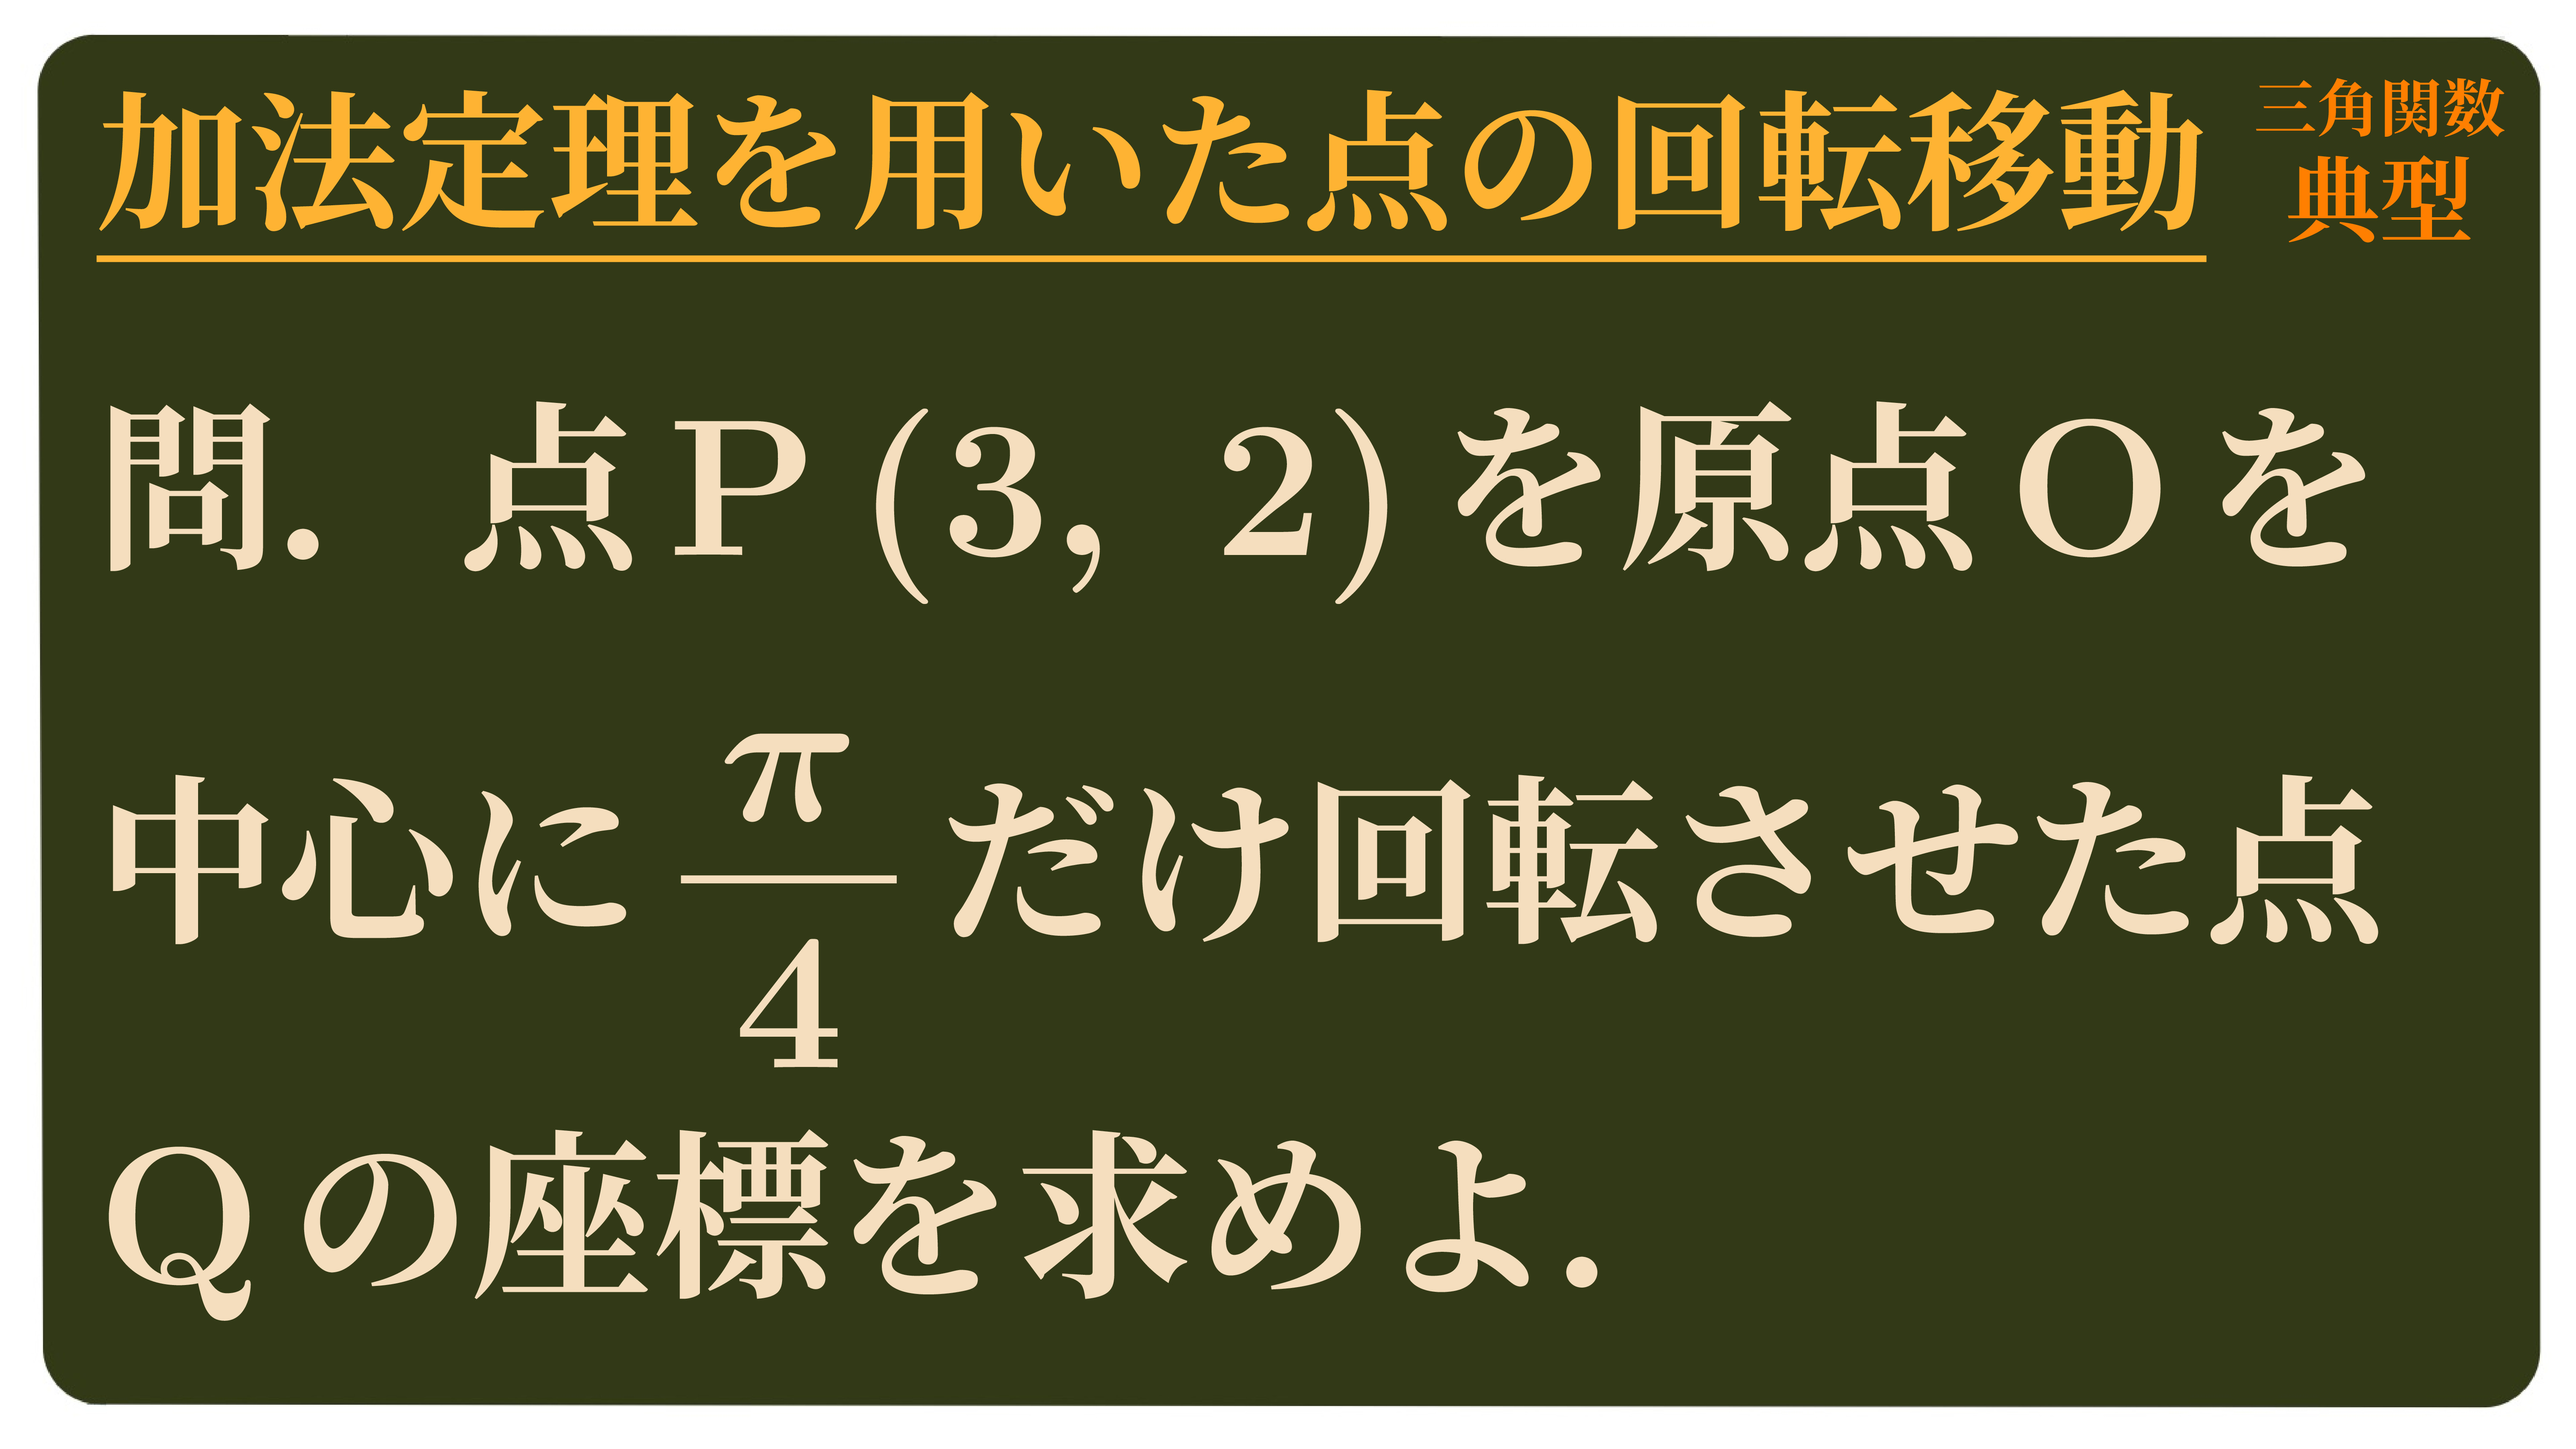 加法定理を用いた点の回転移動
三角関数
典型
問． 点 P (3, 2) を原点 O を
中心に π/4 だけ回転させた点
Q の座標を求めよ．